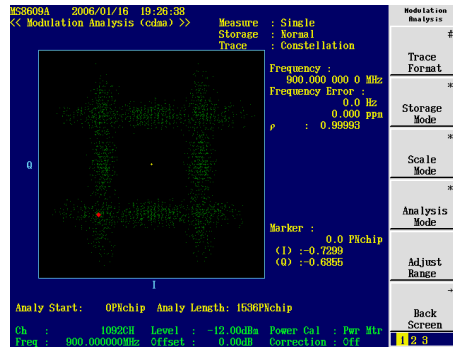 MS8609A 2006/01/16 19:26:38
<< Modulation Analysis (cdma) >>
Measure : Single
Storage : Normal
Trace : Constellation
Frequency :
900.000 000 0 MHz
Frequency Error :
0.0 Hz
0.000 ppm
ρ : 0.99993
Q
I
Marker :
0.0 PNchip
(I) :-0.7299
(Q) :-0.6855
Analy Start: 0PNchip Analy Length: 1536PNchip
Ch : 1092CH Level : -12.00dBm Power Cal : Pwr Mtr
Freq : 900.000000MHz Offset : 0.00dB Correction : Off
Modulation
Analysis
#
Trace
Format
*
Storage
Mode
*
Scale
Mode
*
Analysis
Mode
Adjust
Range
→
Back
Screen
1 2 3